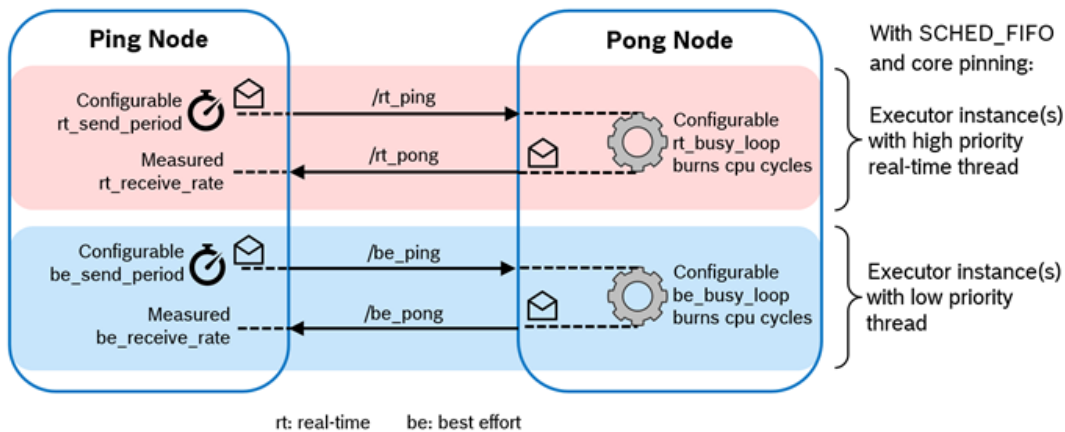 Ping Node
Pong Node
With SCHED_FIFO
and core pinning:
Configurable
rt_send_period
/rt_ping
Measured
rt_receive_rate
/rt_pong
Configurable
rt_busy_loop
burns cpu cycles
Executor instance(s)
with high priority
real-time thread
Configurable
be_send_period
/be_ping
Measured
be_receive_rate
/be_pong
Configurable
be_busy_loop
burns cpu cycles
Executor instance(s)
with low priority
thread
rt: real-time
be: best effort